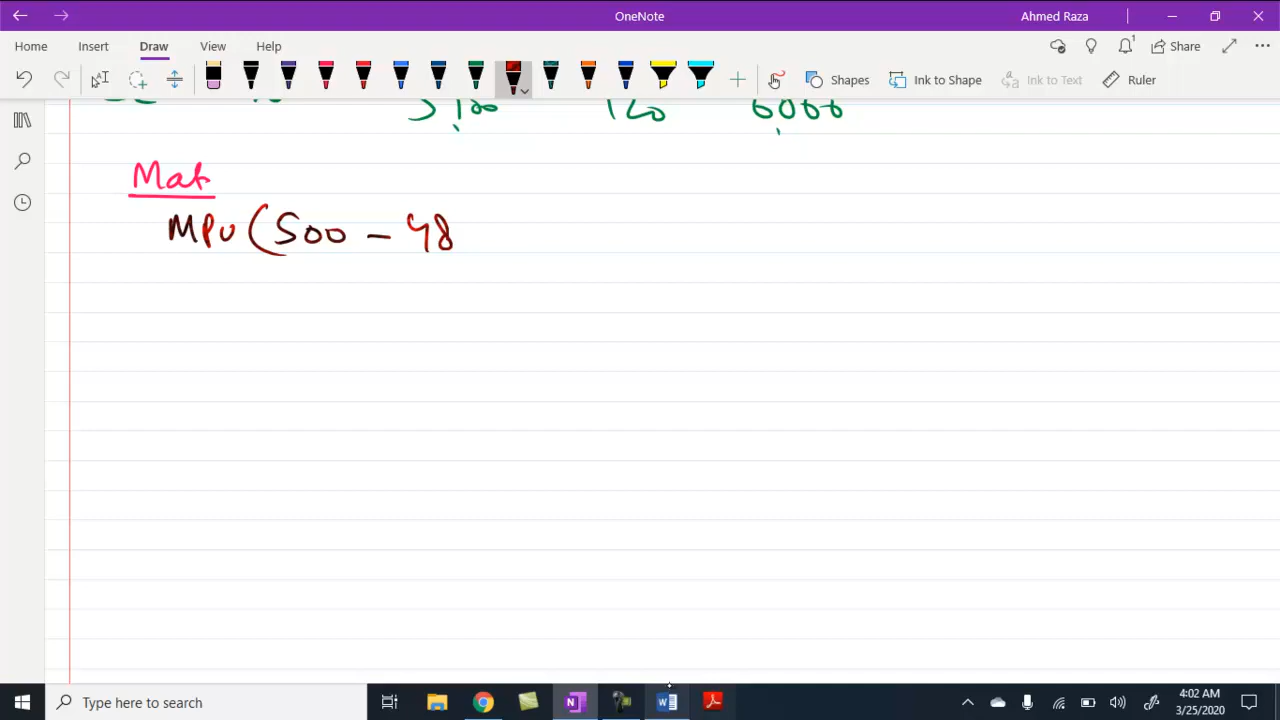 OneNote
Ahmed Raza
Home Insert Draw View Help
Share
Shapes Ink to Shape Ink to Text Ruler
120 6000
Mat
MPU (500 - 48
Type here to search
4:02 AM
3/25/2020